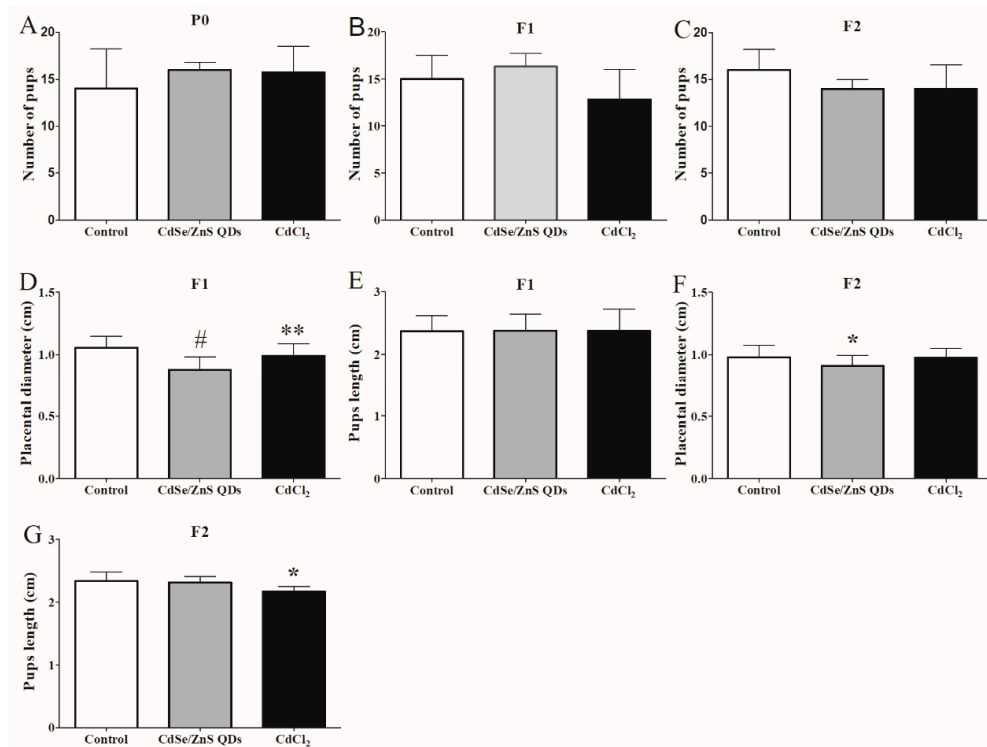 A P0
Number of pups
20
15
10
5
0
Control CdSe/ZnS QDs CdCl₂
B F1
Number of pups
20
15
10
5
0
Control CdSe/ZnS QDs CdCl₂
C F2
Number of pups
20
15
10
5
0
Control CdSe/ZnS QDs CdCl₂
D F1
Placental diameter (cm)
1.5
1.0
0.5
0.0
# **
Control CdSe/ZnS QDs CdCl₂
E F1
Pups length (cm)
3
2
1
0
Control CdSe/ZnS QDs CdCl₂
F F2
Placental diameter (cm)
1.5
1.0
0.5
0.0
*
Control CdSe/ZnS QDs CdCl₂
G F2
Pups length (cm)
3
2
1
0
*
Control CdSe/ZnS QDs CdCl₂